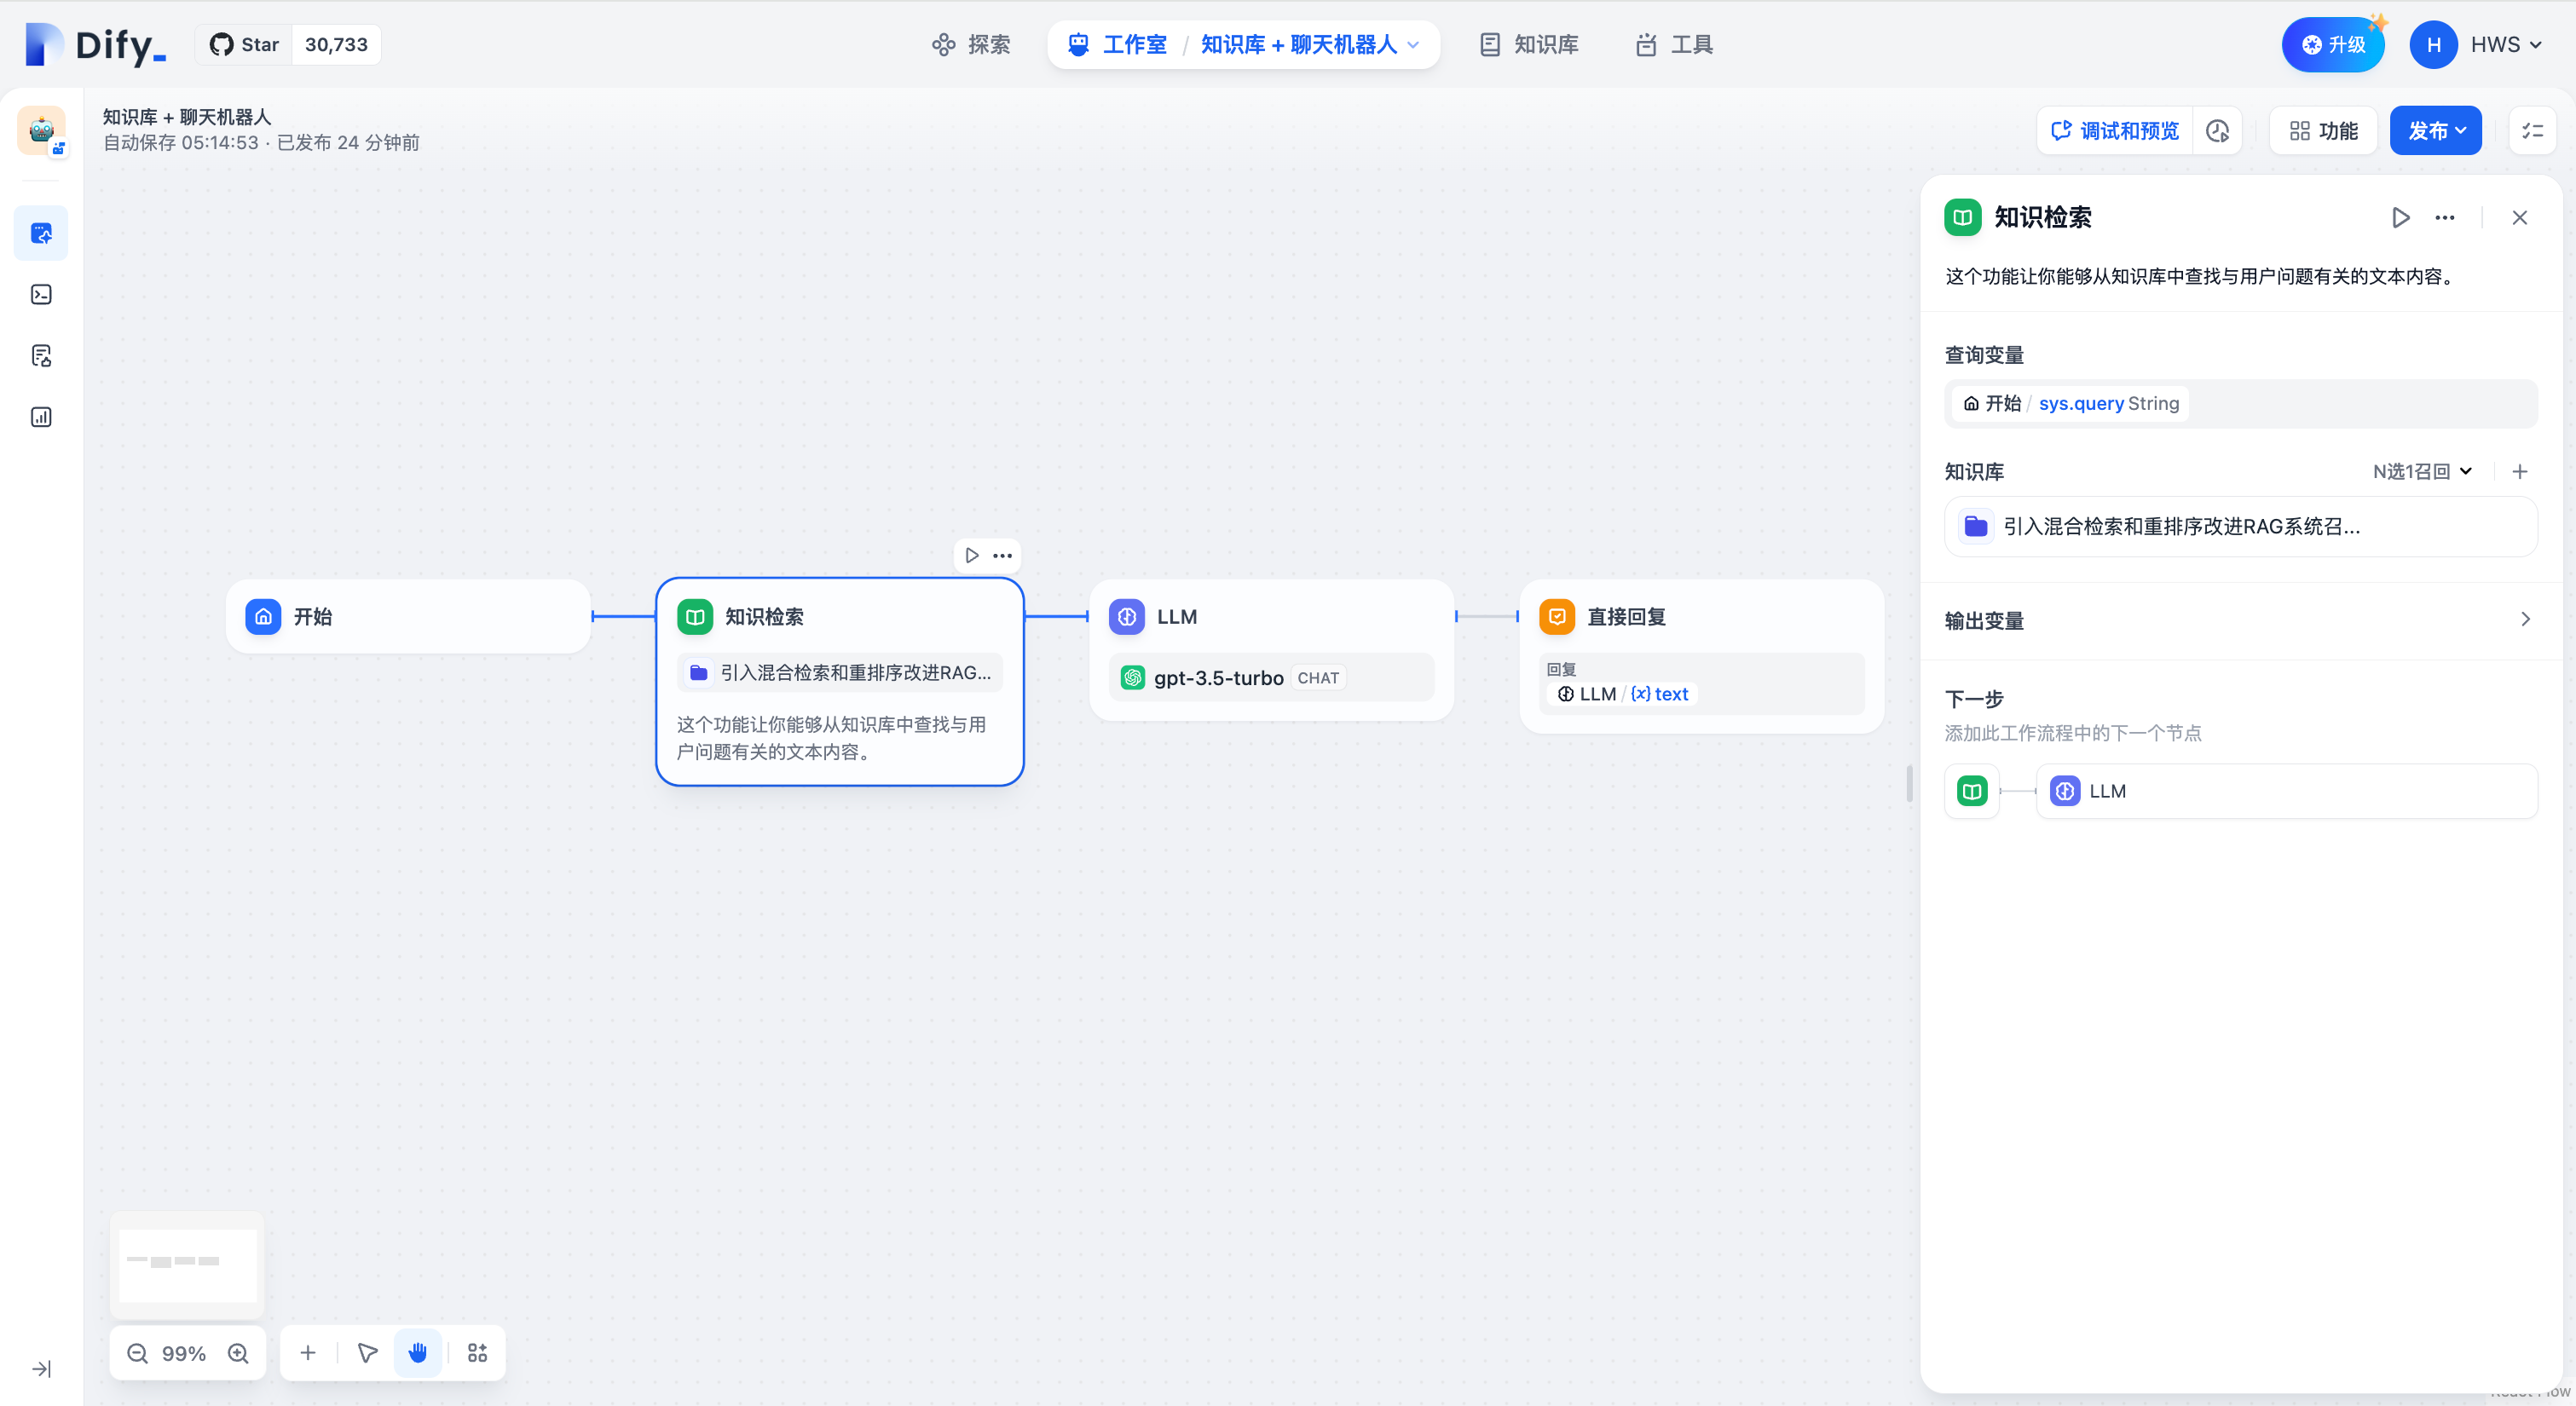 Dify_
Star 30,733
探索
工作室 / 知识库 + 聊天机器人
知识库
工具
升级
H HWS
知识库 + 聊天机器人
自动保存 05:14:53 · 已发布 24 分钟前
调试和预览
功能
发布
开始
知识检索
引入混合检索和重排序改进RAG...
这个功能让你能够从知识库中查找与用
户问题有关的文本内容。
LLM
gpt-3.5-turbo CHAT
直接回复
回复
LLM / {x} text
知识检索
这个功能让你能够从知识库中查找与用户问题有关的文本内容。
查询变量
开始 / sys.query String
知识库
N选1召回
引入混合检索和重排序改进RAG系统召...
输出变量
下一步
添加此工作流程中的下一个节点
LLM
99%